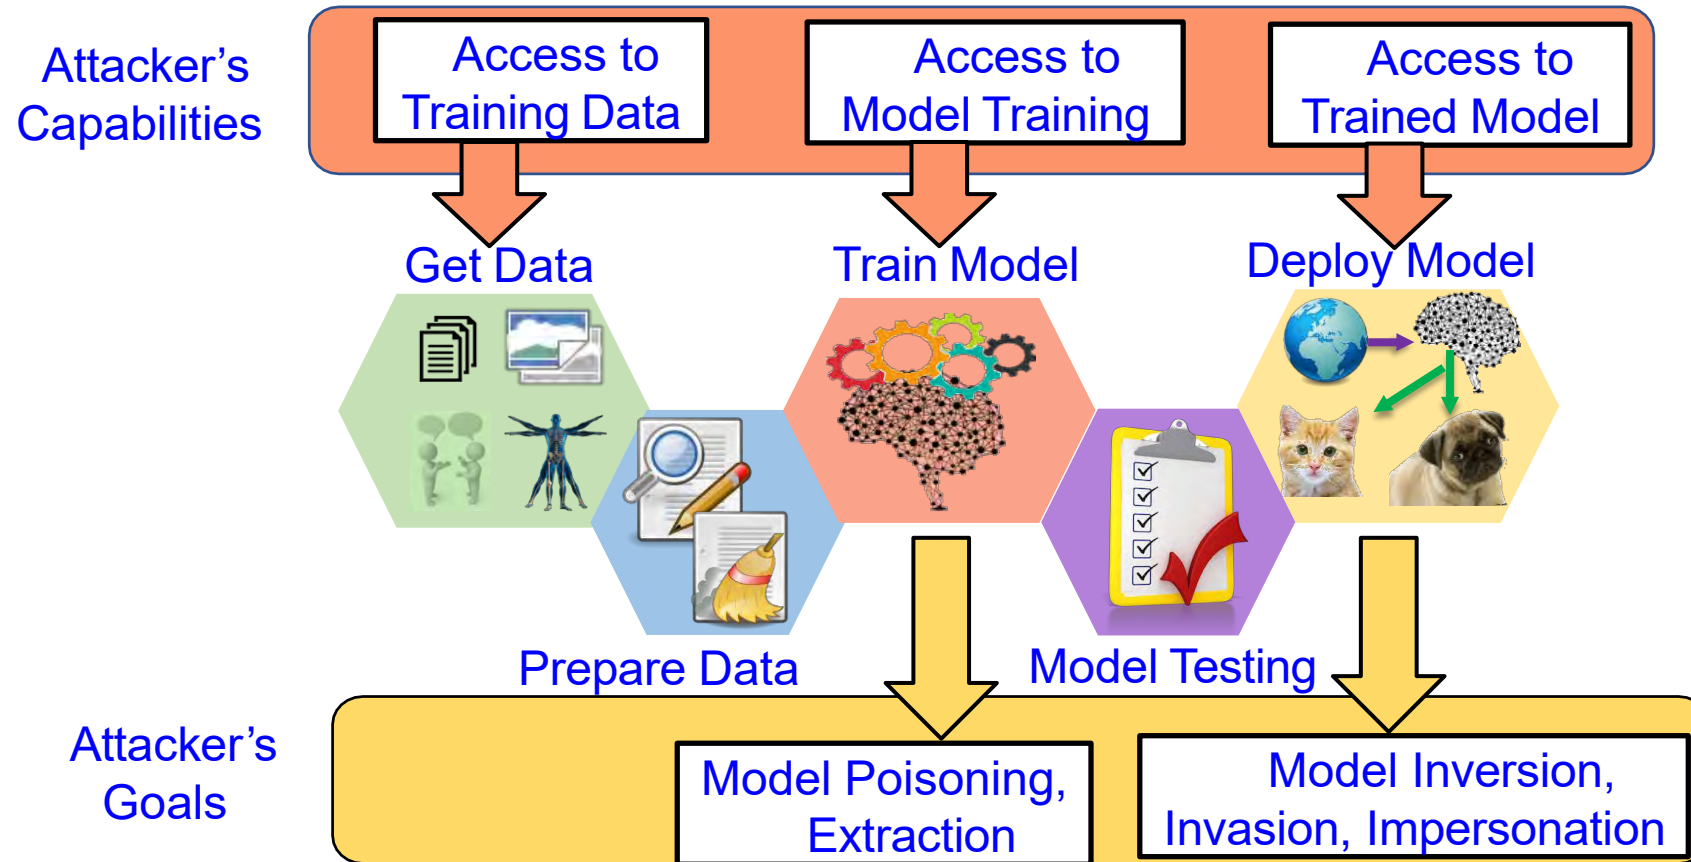 Attacker's
Capabilities
Access to
Training Data
Access to
Model Training
Access to
Trained Model
Get Data
Train Model
Deploy Model
Prepare Data
Model Testing
Attacker's
Goals
Model Poisoning,
Extraction
Model Inversion,
Invasion, Impersonation